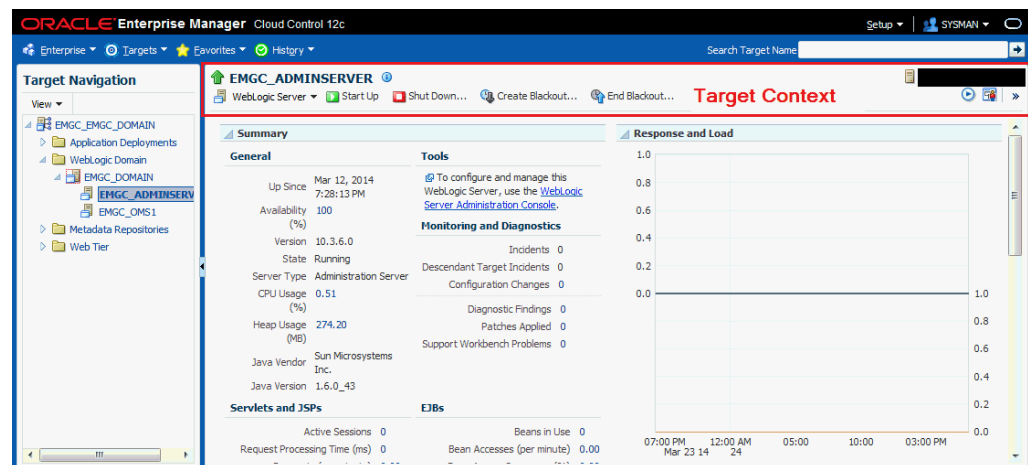 ORACLE Enterprise Manager Cloud Control 12c
Setup SYSMAN
Enterprise Targets Favorites History Search Target Name
Target Navigation
View
EMGC_EMGC_DOMAIN
Application Deployments
WebLogic Domain
EMGC_DOMAIN
EMGC_ADMINSERV
EMGC_OMS1
Metadata Repositories
Web Tier
EMGC_ADMINSERVER
WebLogic Server Start Up Shut Down... Create Blackout... End Blackout... Target Context
»
Summary
General
Up Since Mar 12, 2014 7:28:13 PM
Availability (%) 100
Version 10.3.6.0
State Running
Server Type Administration Server
CPU Usage (%) 0.51
Heap Usage (MB) 274.20
Java Vendor Sun Microsystems Inc.
Java Version 1.6.0_43
Servlets and JSPs
Active Sessions 0
Request Processing Time (ms) 0
Tools
To configure and manage this
WebLogic Server, use the WebLogic
Server Administration Console.
Monitoring and Diagnostics
Incidents 0
Descendant Target Incidents 0
Configuration Changes 0
Diagnostic Findings 0
Patches Applied 0
Support Workbench Problems 0
EJBs
Beans in Use 0
Bean Accesses (per minute) 0.00
Response and Load
1.0
0.8
0.6
0.4
0.2
0.0 1.0
0.8
0.6
0.4
0.2
0.0
07:00 PM 12:00 AM 05:00 10:00 03:00 PM
Mar 23 14 24